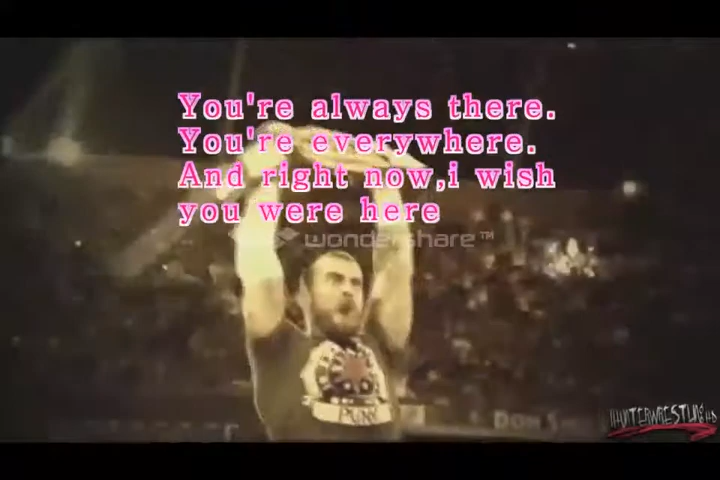 You're always there.
You're everywhere.
And right now,i wish
you were here
wondershare™
PUNK